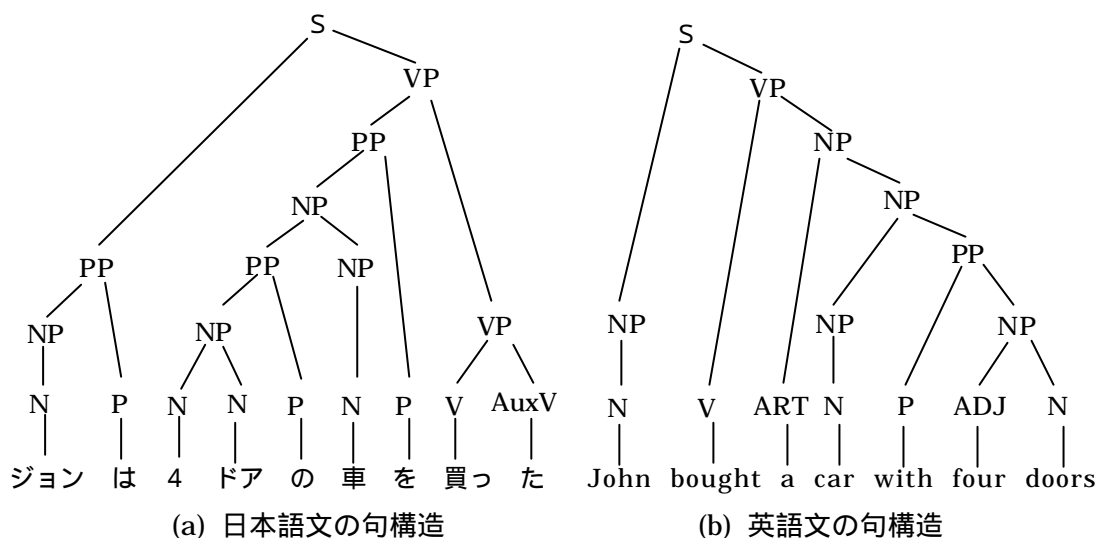 S
VP
PP
NP
PP NP
PP
NP
NP
VP
N P N N P N P V AuxV
ジョン は 4 ドア の 車 を 買っ た
(a) 日本語文の句構造
S
VP
NP
NP
PP
NP NP NP
N V ART N P ADJ N
John bought a car with four doors
(b) 英語文の句構造